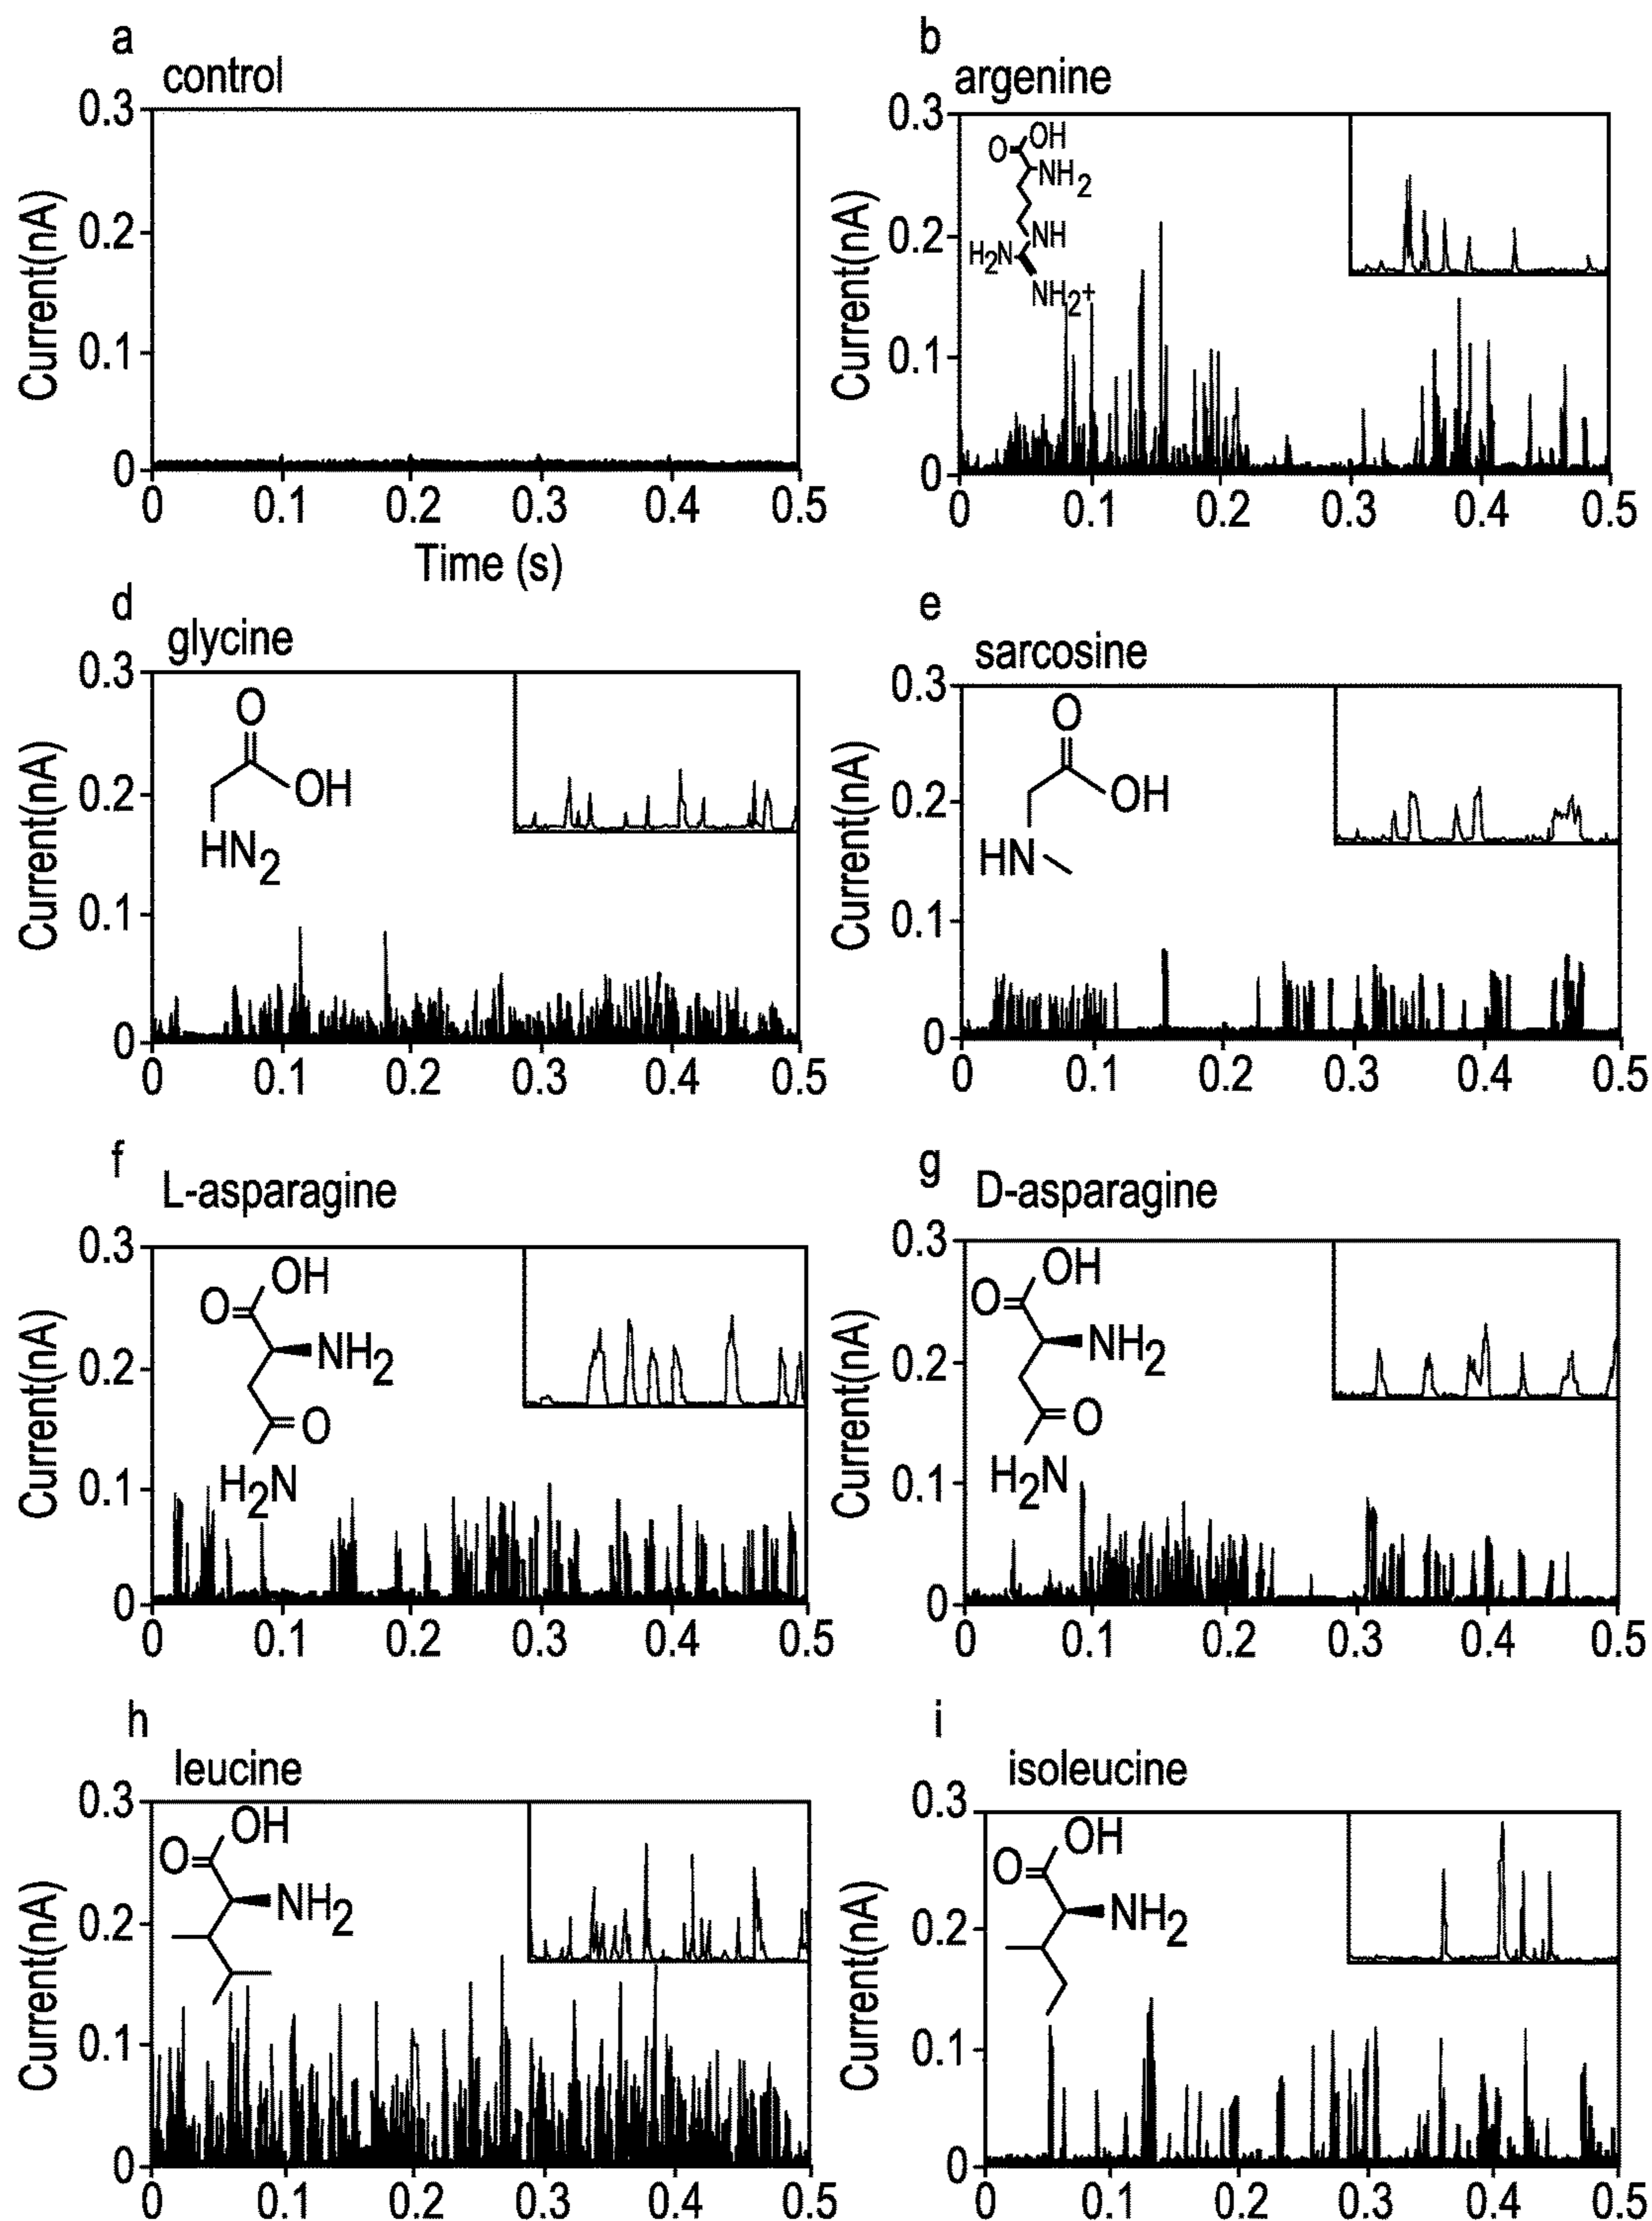 a
control
Current(nA)
0.3
0.2
0.1
0
0 0.1 0.2 0.3 0.4 0.5
Time (s)
b
argenine
Current(nA)
0.3
0.2
0.1
0
O OH
NH2
NH
H2N
NH2+
0 0.1 0.2 0.3 0.4 0.5
d
glycine
Current(nA)
0.3
0.2
0.1
0
O
OH
HN2
0 0.1 0.2 0.3 0.4 0.5
e
sarcosine
Current(nA)
0.3
0.2
0.1
0
O
OH
HN
0 0.1 0.2 0.3 0.4 0.5
f
L-asparagine
Current(nA)
0.3
0.2
0.1
0
OH
O
NH2
O
H2N
0 0.1 0.2 0.3 0.4 0.5
g
D-asparagine
Current(nA)
0.3
0.2
0.1
0
OH
O
NH2
O
H2N
0 0.1 0.2 0.3 0.4 0.5
h
leucine
Current(nA)
0.3
0.2
0.1
0
OH
O
NH2
0 0.1 0.2 0.3 0.4 0.5
i
isoleucine
Current(nA)
0.3
0.2
0.1
0
OH
O
NH2
0 0.1 0.2 0.3 0.4 0.5